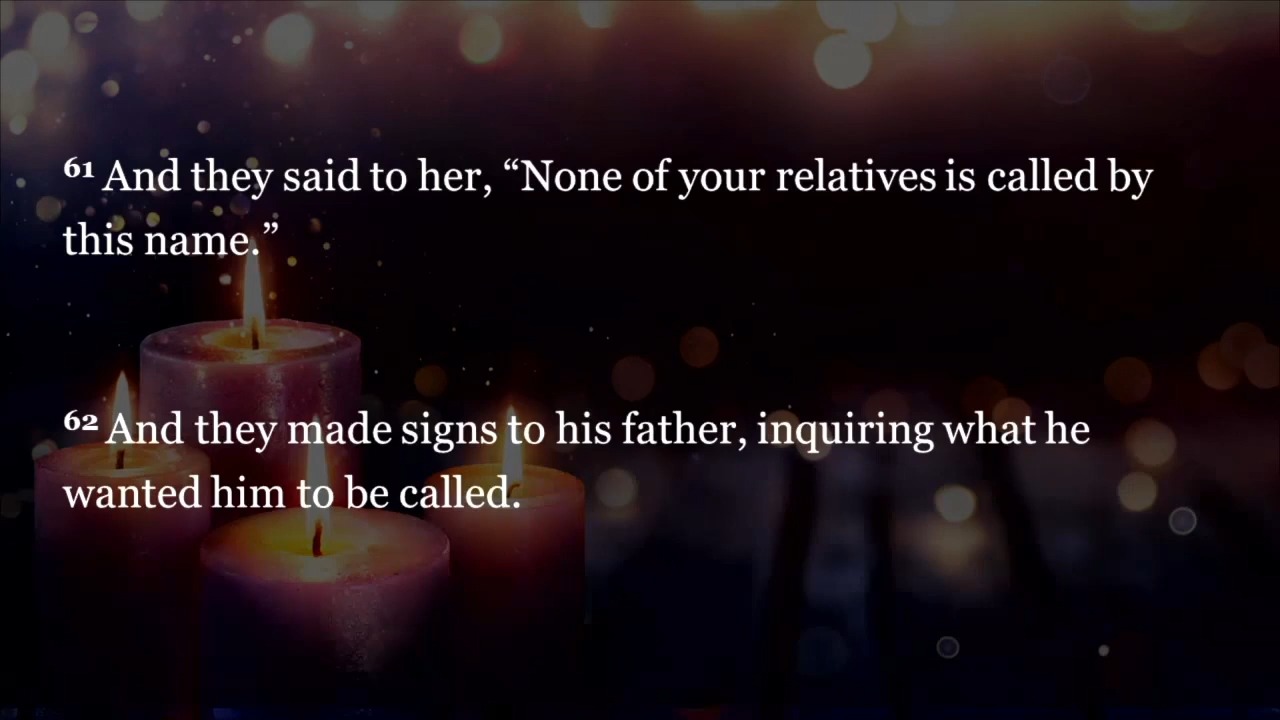 ⁶¹ And they said to her, “None of your relatives is called by
this name.”
⁶² And they made signs to his father, inquiring what he
wanted him to be called.